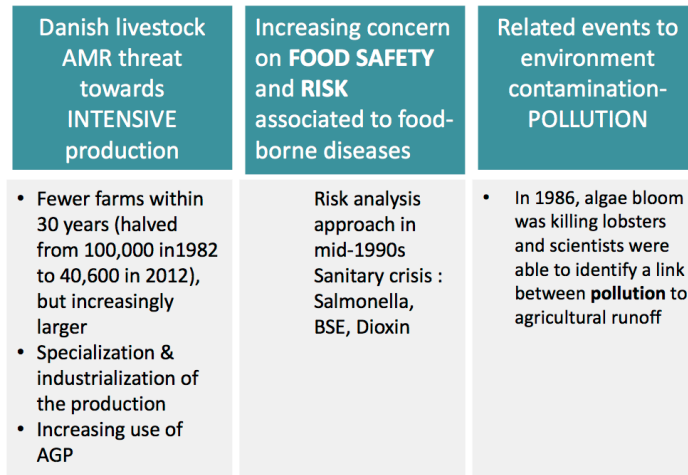 Danish livestock
AMR threat
towards
INTENSIVE
production
• Fewer farms within
30 years (halved
from 100,000 in1982
to 40,600 in 2012),
but increasingly
larger
• Specialization &
industrialization of
the production
• Increasing use of
AGP
Increasing concern
on FOOD SAFETY
and RISK
associated to food-
borne diseases
Risk analysis
approach in
mid-1990s
Sanitary crisis :
Salmonella,
BSE, Dioxin
Related events to
environment
contamination-
POLLUTION
• In 1986, algae bloom
was killing lobsters
and scientists were
able to identify a link
between pollution to
agricultural runoff